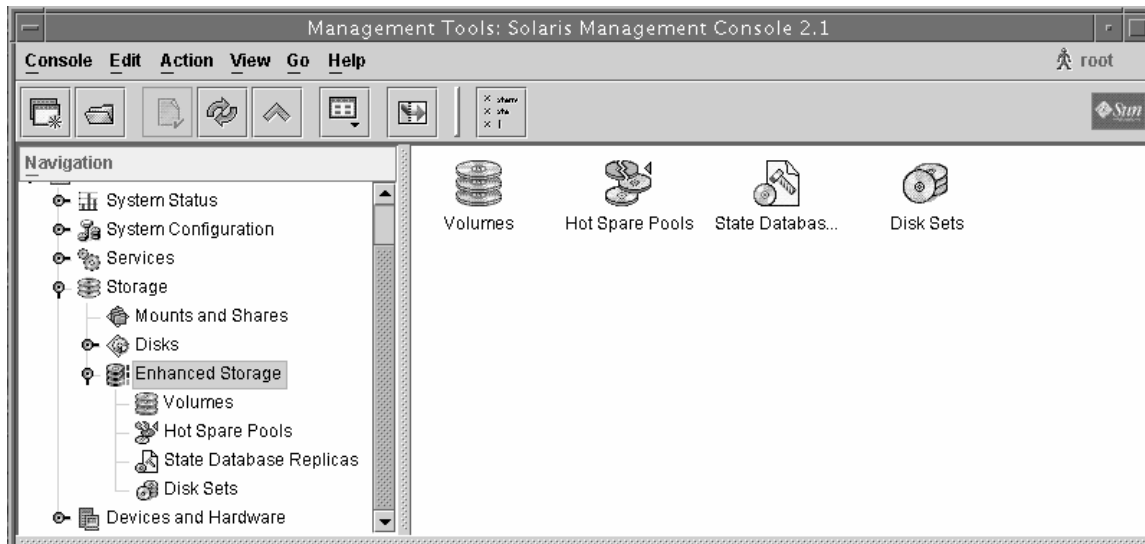 Management Tools: Solaris Management Console 2.1
Console Edit Action View Go Help
root
Sun
Navigation
System Status
System Configuration
Services
Storage
Mounts and Shares
Disks
Enhanced Storage
Volumes
Hot Spare Pools
State Database Replicas
Disk Sets
Devices and Hardware
Volumes
Hot Spare Pools
State Databas...
Disk Sets